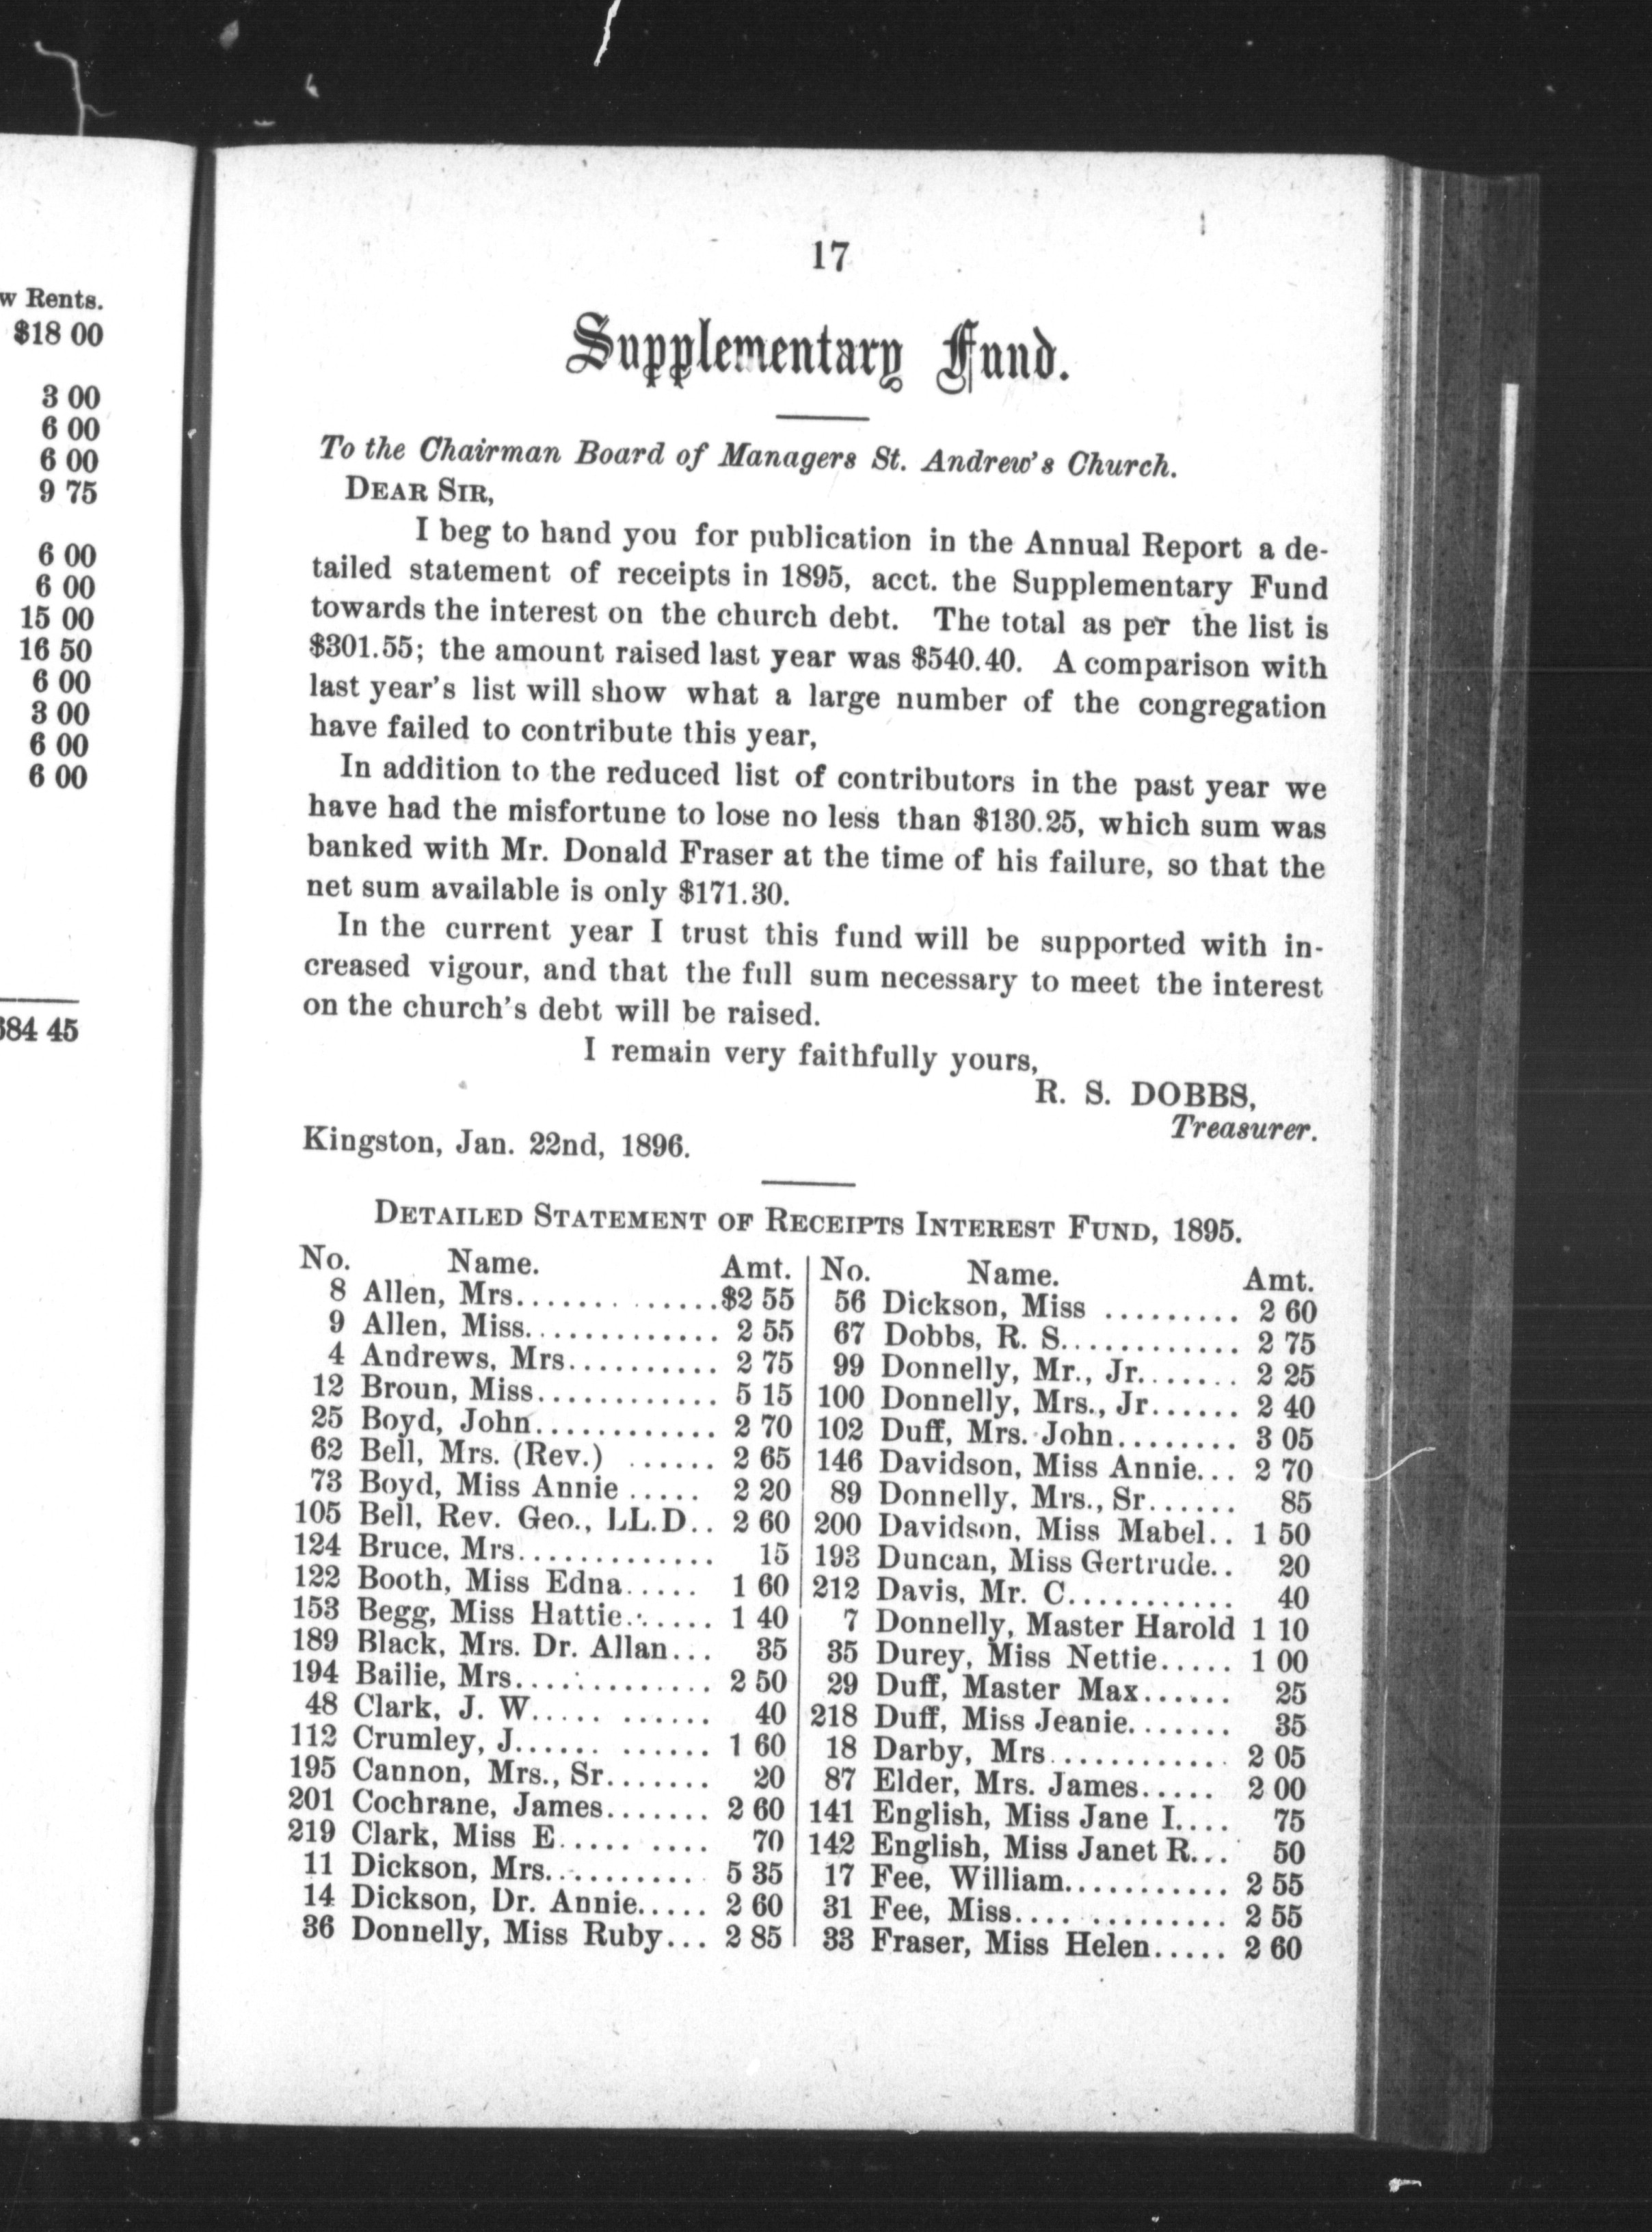 w Rents.
$18 00
3 00
6 00
6 00
9 75
6 00
6 00
15 00
16 50
6 00
3 00
6 00
6 00
84 45
17
Supplementary Fund.
To the Chairman Board of Managers St. Andrew's Church.
DEAR SIR,
I beg to hand you for publication in the Annual Report a de-
tailed statement of receipts in 1895, acct. the Supplementary Fund
towards the interest on the church debt. The total as per the list is
$301.55; the amount raised last year was $540.40. A comparison with
last year's list will show what a large number of the congregation
have failed to contribute this year,
In addition to the reduced list of contributors in the past year we
have had the misfortune to lose no less than $130.25, which sum was
banked with Mr. Donald Fraser at the time of his failure, so that the
net sum available is only $171.30.
In the current year I trust this fund will be supported with in-
creased vigour, and that the full sum necessary to meet the interest
on the church's debt will be raised.
I remain very faithfully yours,
R. S. DOBBS,
Treasurer.
Kingston, Jan. 22nd, 1896.
DETAILED STATEMENT OF RECEIPTS INTEREST FUND, 1895.
No. Name. Amt.
8 Allen, Mrs.............$2 55
9 Allen, Miss............. 2 55
4 Andrews, Mrs.......... 2 75
12 Broun, Miss............ 5 15
25 Boyd, John............ 2 70
62 Bell, Mrs. (Rev.) ...... 2 65
73 Boyd, Miss Annie ..... 2 20
105 Bell, Rev. Geo., LL.D.. 2 60
124 Bruce, Mrs............. 15
122 Booth, Miss Edna..... 1 60
153 Begg, Miss Hattie...... 1 40
189 Black, Mrs. Dr. Allan... 35
194 Bailie, Mrs............. 2 50
48 Clark, J. W..... ...... 40
112 Crumley, J...... ...... 1 60
195 Cannon, Mrs., Sr....... 20
201 Cochrane, James....... 2 60
219 Clark, Miss E..... .... 70
11 Dickson, Mrs........... 5 35
14 Dickson, Dr. Annie..... 2 60
36 Donnelly, Miss Ruby... 2 85
No. Name. Amt.
56 Dickson, Miss ......... 2 60
67 Dobbs, R. S............ 2 75
99 Donnelly, Mr., Jr....... 2 25
100 Donnelly, Mrs., Jr...... 2 40
102 Duff, Mrs. John........ 3 05
146 Davidson, Miss Annie... 2 70
89 Donnelly, Mrs., Sr...... 85
200 Davidson, Miss Mabel.. 1 50
193 Duncan, Miss Gertrude.. 20
212 Davis, Mr. C........... 40
7 Donnelly, Master Harold 1 10
35 Durey, Miss Nettie..... 1 00
29 Duff, Master Max...... 25
218 Duff, Miss Jeanie....... 35
18 Darby, Mrs............ 2 05
87 Elder, Mrs. James..... 2 00
141 English, Miss Jane I.... 75
142 English, Miss Janet R... 50
17 Fee, William........... 2 55
31 Fee, Miss.... ......... 2 55
33 Fraser, Miss Helen..... 2 60